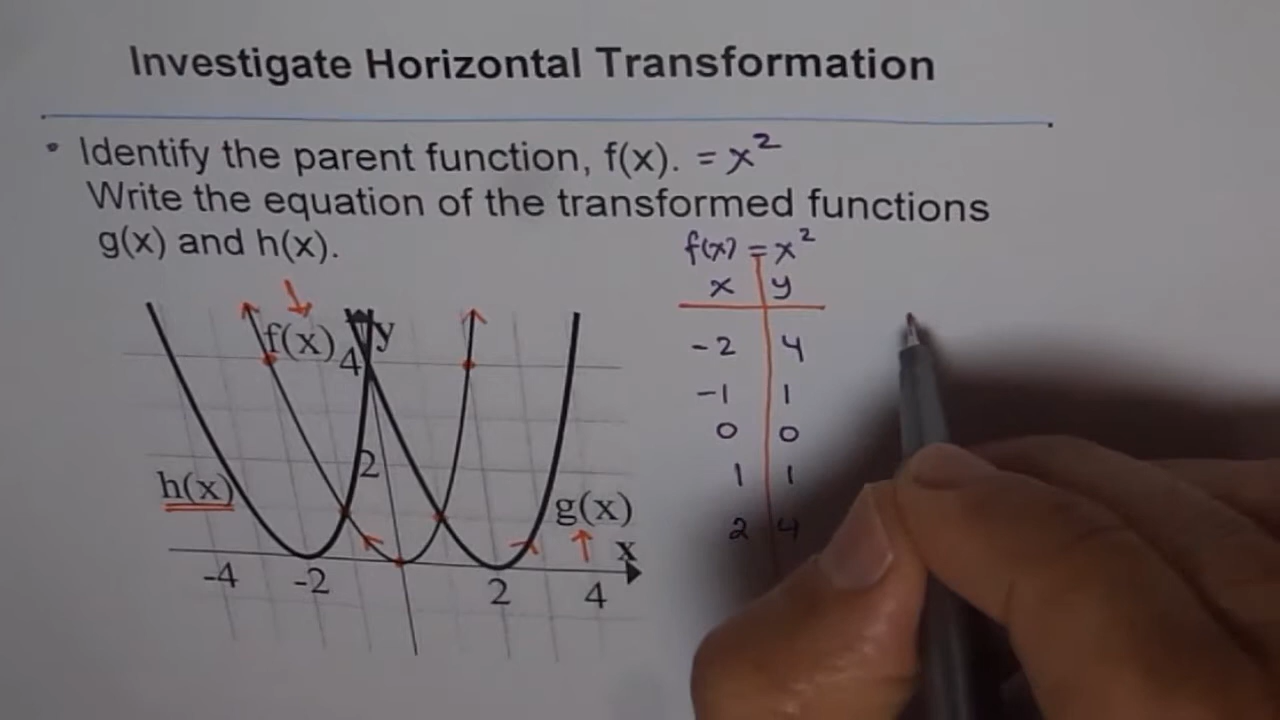 Investigate Horizontal Transformation
• Identify the parent function, f(x). = x²
Write the equation of the transformed functions
g(x) and h(x).
f(x) = x²
x y
-2 4
-1 1
0 0
1 1
2 4
f(x)
y
4
2
h(x)
g(x)
x
-4 -2 2 4